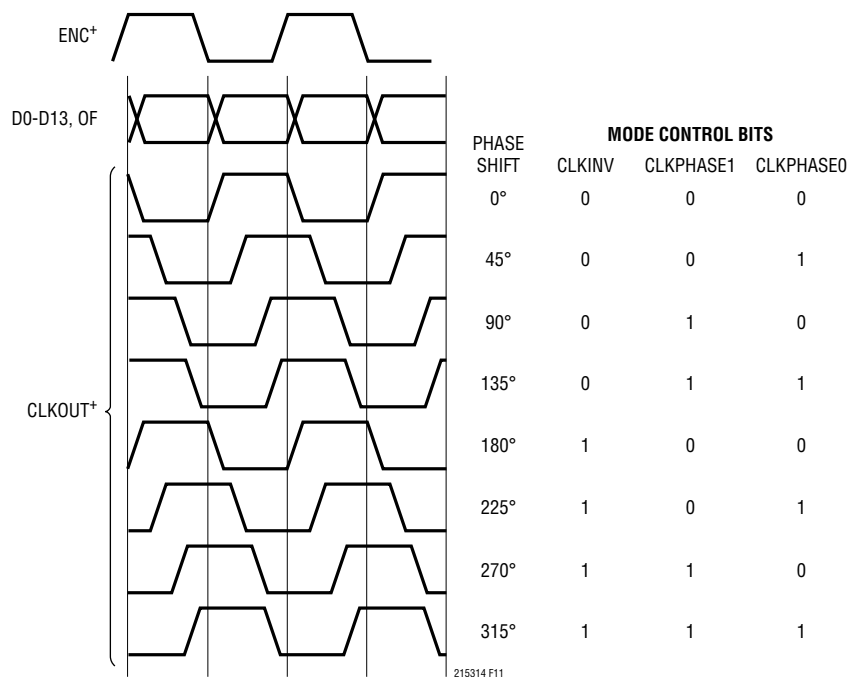 ENC+
D0-D13, OF
MODE CONTROL BITS
PHASE SHIFT CLKINV CLKPHASE1 CLKPHASE0
0° 0 0 0
45° 0 0 1
90° 0 1 0
135° 0 1 1
CLKOUT+
180° 1 0 0
225° 1 0 1
270° 1 1 0
315° 1 1 1
215314 F11